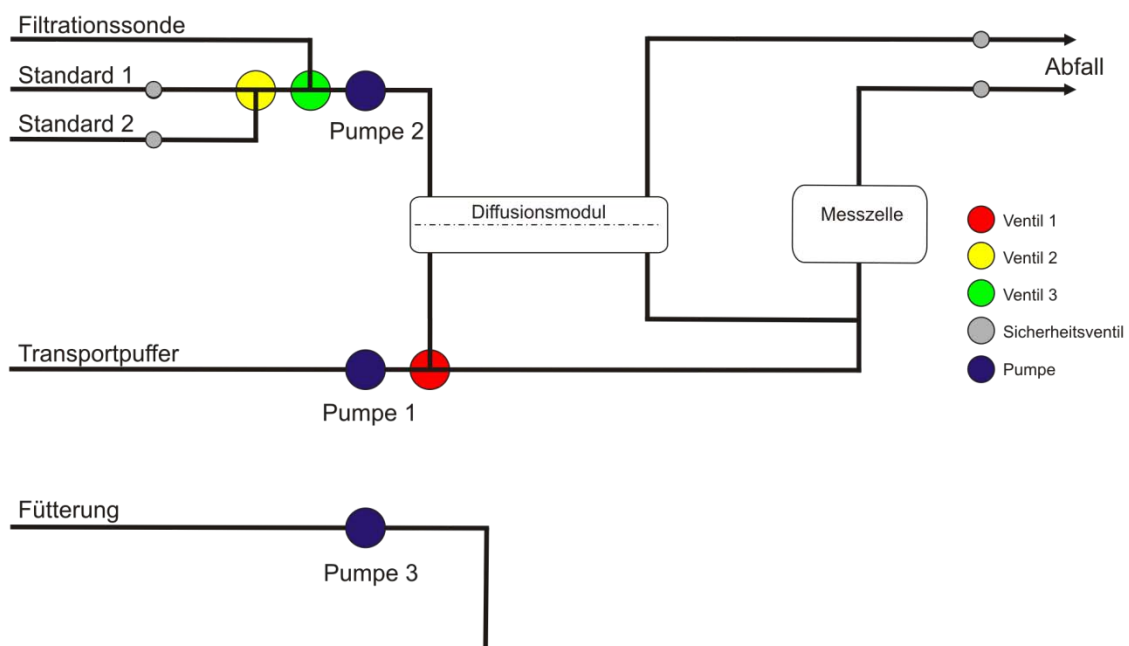 Filtrationssonde
Standard 1
Standard 2
Pumpe 2
Abfall
Diffusionsmodul
Messzelle
Ventil 1
Ventil 2
Ventil 3
Sicherheitsventil
Pumpe
Transportpuffer
Pumpe 1
Fütterung
Pumpe 3